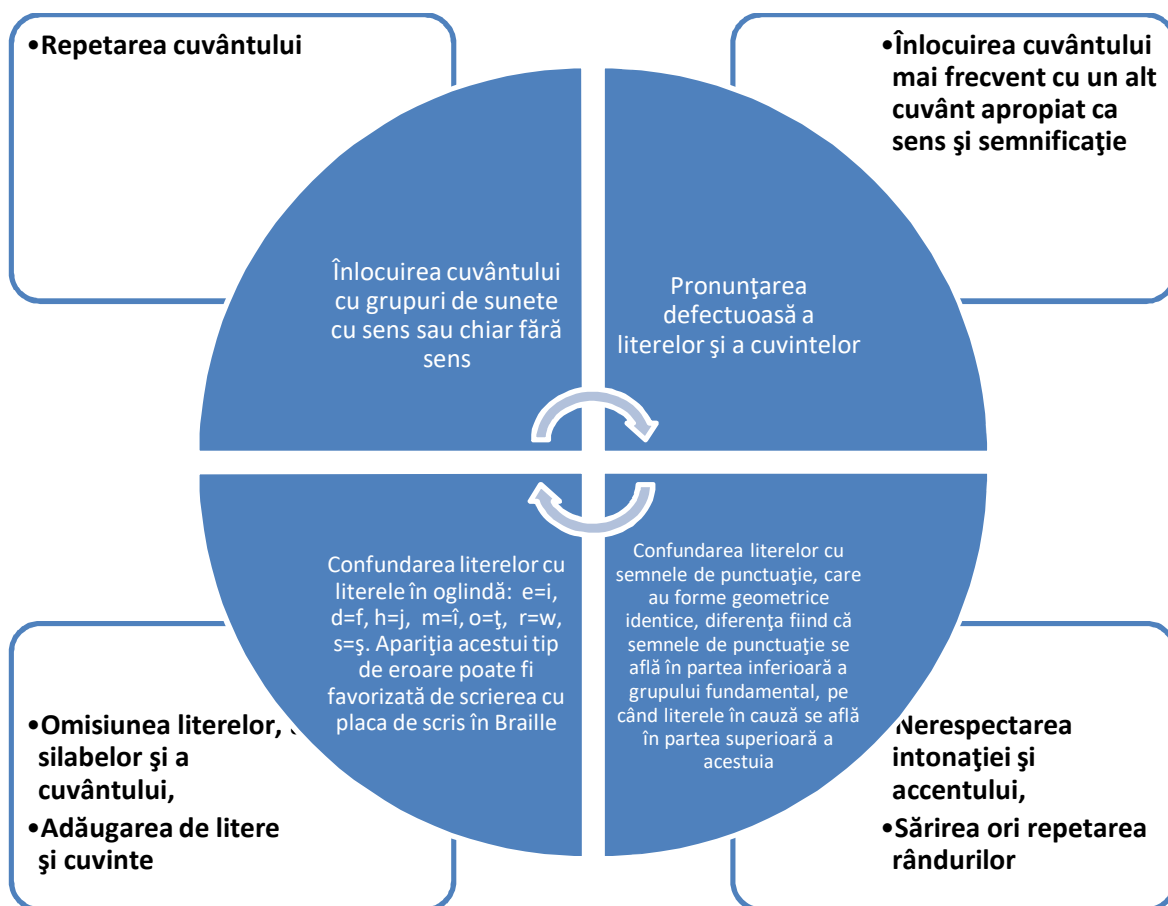 •Repetarea cuvântului
•Înlocuirea cuvântului
mai frecvent cu un alt
cuvânt apropiat ca
sens şi semnificaţie
Înlocuirea cuvântului
cu grupuri de sunete
cu sens sau chiar fără
sens
Pronunţarea
defectuoasă a
literelor şi a cuvintelor
Confundarea literelor cu
literele în oglindă: e=i,
d=f, h=j, m=î, o=ţ, r=w,
s=ş. Apariţia acestui tip
de eroare poate fi
favorizată de scrierea cu
placa de scris în Braille
Confundarea literelor cu
semnele de punctuaţie, care
au forme geometrice
identice, diferenţa fiind că
semnele de punctuaţie se
află în partea inferioară a
grupului fundamental, pe
când literele în cauză se află
în partea superioară a
acestuia
•Omisiunea literelor,
silabelor şi a
cuvântului,
•Adăugarea de litere
şi cuvinte
Nerespectarea
intonaţiei şi
accentului,
•Sărirea ori repetarea
rândurilor